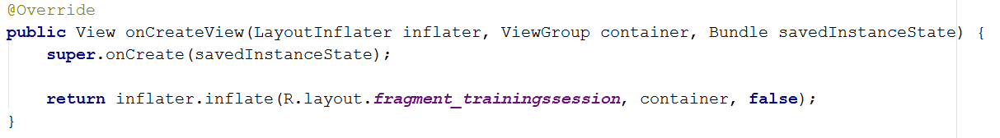 @Override
public View onCreateView(LayoutInflater inflater, ViewGroup container, Bundle savedInstanceState) {
    super.onCreate(savedInstanceState);

    return inflater.inflate(R.layout.fragment_trainingssession, container, false);
}